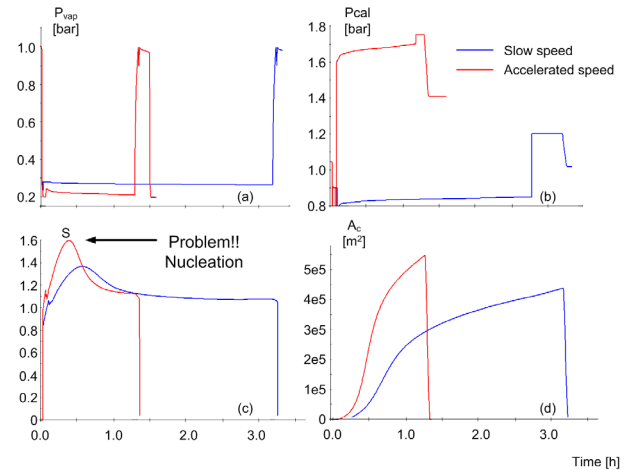 P_vap
[bar]
1.0
0.8
0.6
0.4
0.2
(a)
Pcal
[bar]
1.8
1.6
1.4
1.2
1.0
0.8
(b)
Slow speed
Accelerated speed
S
Problem!!
Nucleation
1.6
1.4
1.2
1.0
0.8
0.6
0.4
0.2
0
0.0 1.0 2.0 3.0
(c)
A_c
[m²]
5e5
4e5
3e5
2e5
1e5
0
0.0 1.0 2.0 3.0
(d)
Time [h]